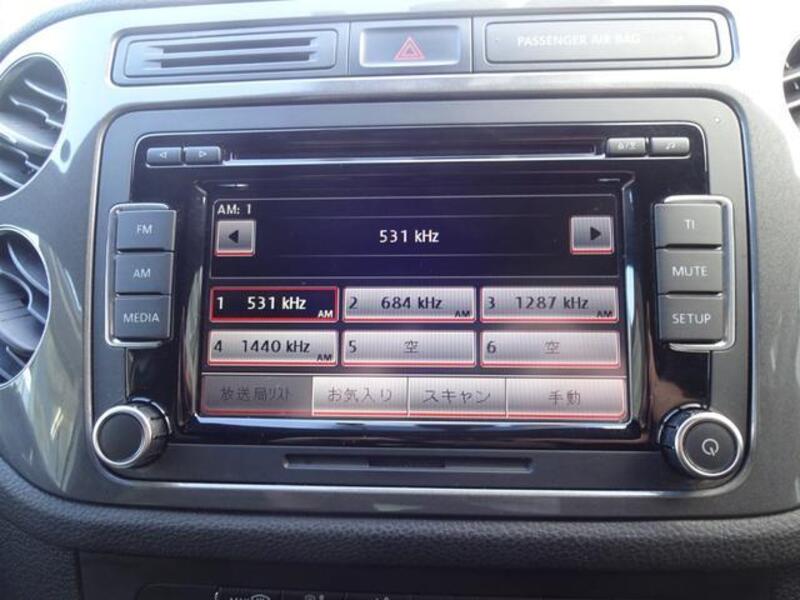 PASSENGER AIR BAG
FM
AM
MEDIA
TI
MUTE
SETUP
AM: 1
531 kHz
1 531 kHz AM
2 684 kHz AM
3 1287 kHz AM
4 1440 kHz AM
5 空
6 空
放送局リスト
お気入り
スキャン
手動